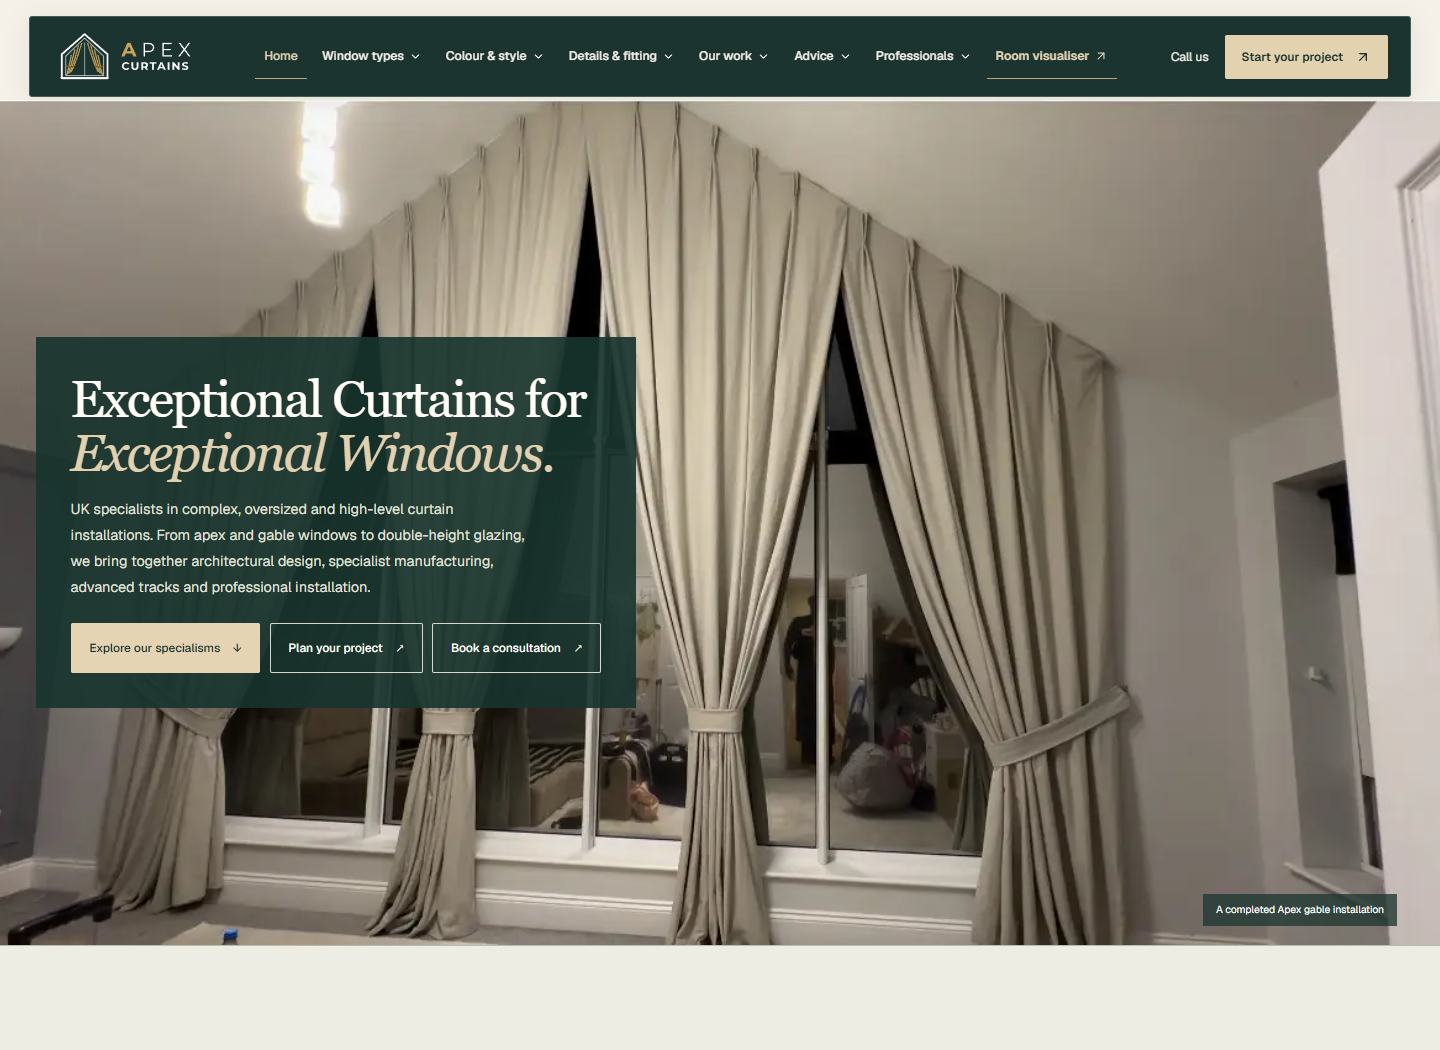 APEX
CURTAINS
Home
Window types
Colour & style
Details & fitting
Our work
Advice
Professionals
Room visualiser ↗
Call us
Start your project ↗
Exceptional Curtains for
Exceptional Windows.
UK specialists in complex, oversized and high-level curtain
installations. From apex and gable windows to double-height glazing,
we bring together architectural design, specialist manufacturing,
advanced tracks and professional installation.
Explore our specialisms ↓
Plan your project ↗
Book a consultation ↗
A completed Apex gable installation